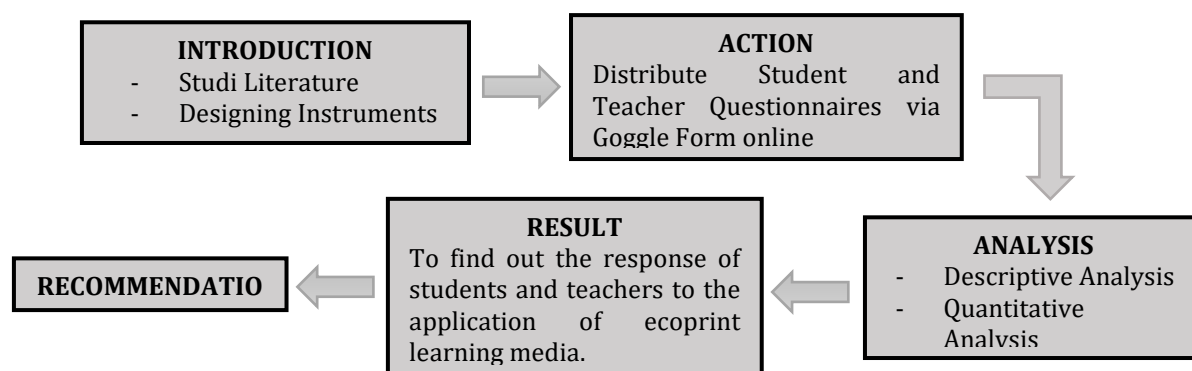 INTRODUCTION
- Studi Literature
- Designing Instruments
ACTION
Distribute Student and
Teacher Questionnaires via
Goggle Form online
ANALYSIS
- Descriptive Analysis
- Quantitative
Analysis
RESULT
To find out the response of
students and teachers to the
application of ecoprint
learning media.
RECOMMENDATIO